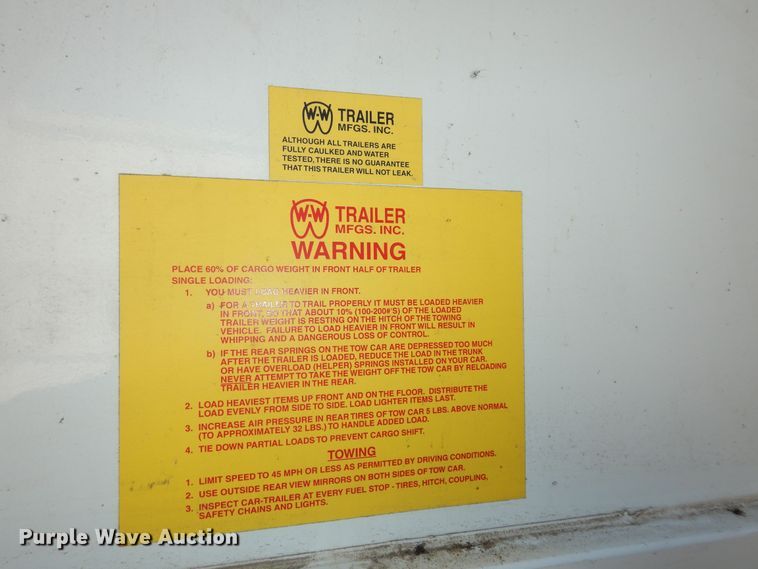 W-W TRAILER
MFGS. INC.
ALTHOUGH ALL TRAILERS ARE
FULLY CAULKED AND WATER
TESTED, THERE IS NO GUARANTEE
THAT THIS TRAILER WILL NOT LEAK.
W-W TRAILER
MFGS. INC.
WARNING
PLACE 60% OF CARGO WEIGHT IN FRONT HALF OF TRAILER
SINGLE LOADING:
1. YOU MUST LOAD HEAVIER IN FRONT.
a) FOR A TRAILER TO TRAIL PROPERLY IT MUST BE LOADED HEAVIER
IN FRONT, SO THAT ABOUT 10% (100-200#'S) OF THE LOADED
TRAILER WEIGHT IS RESTING ON THE HITCH OF THE TOWING
VEHICLE. FAILURE TO LOAD HEAVIER IN FRONT WILL RESULT IN
WHIPPING AND A DANGEROUS LOSS OF CONTROL.
b) IF THE REAR SPRINGS ON THE TOW CAR ARE DEPRESSED TOO MUCH
AFTER THE TRAILER IS LOADED, REDUCE THE LOAD IN THE TRUNK
OR HAVE OVERLOAD (HELPER) SPRINGS INSTALLED ON YOUR CAR.
NEVER ATTEMPT TO TAKE THE WEIGHT OFF THE TOW CAR BY RELOADING
TRAILER HEAVIER IN THE REAR.
2. LOAD HEAVIEST ITEMS UP FRONT AND ON THE FLOOR. DISTRIBUTE THE
LOAD EVENLY FROM SIDE TO SIDE. LOAD LIGHTER ITEMS LAST.
3. INCREASE AIR PRESSURE IN REAR TIRES OF TOW CAR 5 LBS. ABOVE NORMAL
(TO APPROXIMATELY 32 LBS.) TO HANDLE ADDED LOAD.
4. TIE DOWN PARTIAL LOADS TO PREVENT CARGO SHIFT.
TOWING
1. LIMIT SPEED TO 45 MPH OR LESS AS PERMITTED BY DRIVING CONDITIONS.
2. USE OUTSIDE REAR VIEW MIRRORS ON BOTH SIDES OF TOW CAR.
3. INSPECT CAR-TRAILER AT EVERY FUEL STOP - TIRES, HITCH, COUPLING,
SAFETY CHAINS AND LIGHTS.
Purple Wave Auction